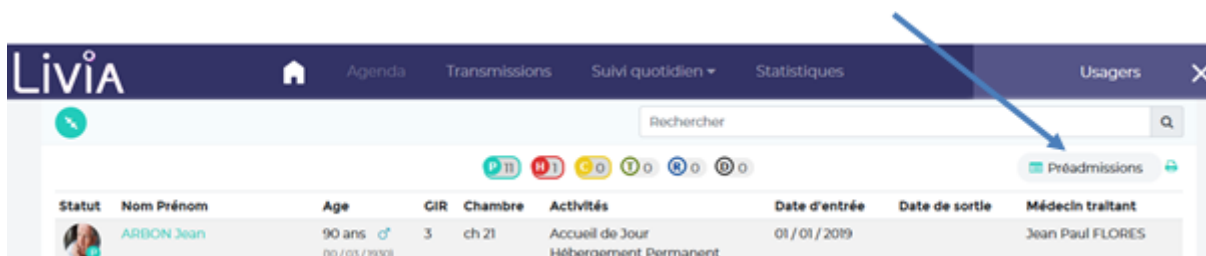 LiviA Agenda Transmissions Suivi quotidien Statistiques Usagers
Rechercher
P 11 H 1 C 0 T 0 R 0 D 0 Préadmissions
Statut Nom Prénom Age GIR Chambre Activités Date d'entrée Date de sortie Médecin traitant
ARBON Jean 90 ans 3 ch 21 Accueil de Jour 01/01/2019 Jean Paul FLORES
P Hébergement Permanent